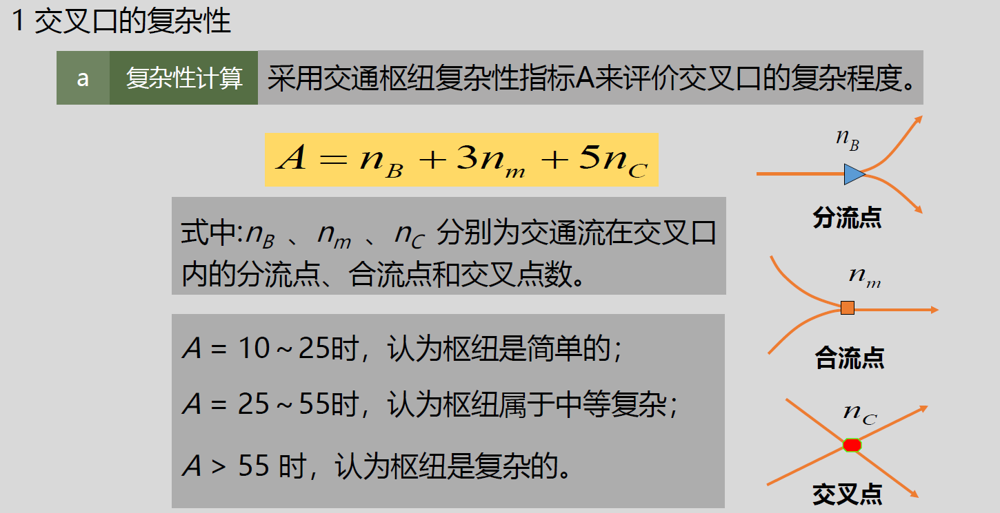 1 交叉口的复杂性
a 复杂性计算 采用交通枢纽复杂性指标A来评价交叉口的复杂程度。
A = n_B + 3n_m + 5n_C
式中:n_B 、n_m 、n_C 分别为交通流在交叉口
内的分流点、合流点和交叉点数。
A = 10~25时，认为枢纽是简单的；
A = 25~55时，认为枢纽属于中等复杂；
A > 55 时，认为枢纽是复杂的。
n_B
分流点
n_m
合流点
n_C
交叉点